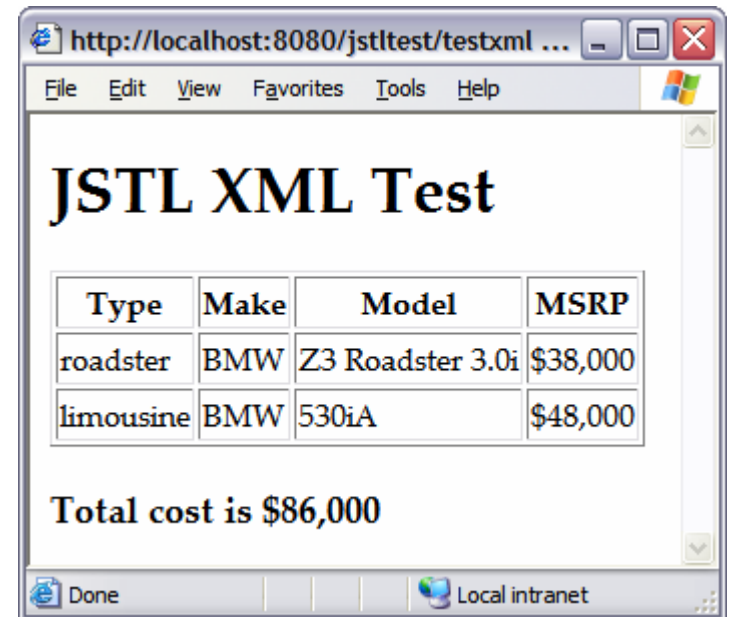 http://localhost:8080/jstltest/testxml ...
File Edit View Favorites Tools Help
JSTL XML Test
Type Make Model MSRP
roadster BMW Z3 Roadster 3.0i $38,000
limousine BMW 530iA $48,000
Total cost is $86,000
Done Local intranet